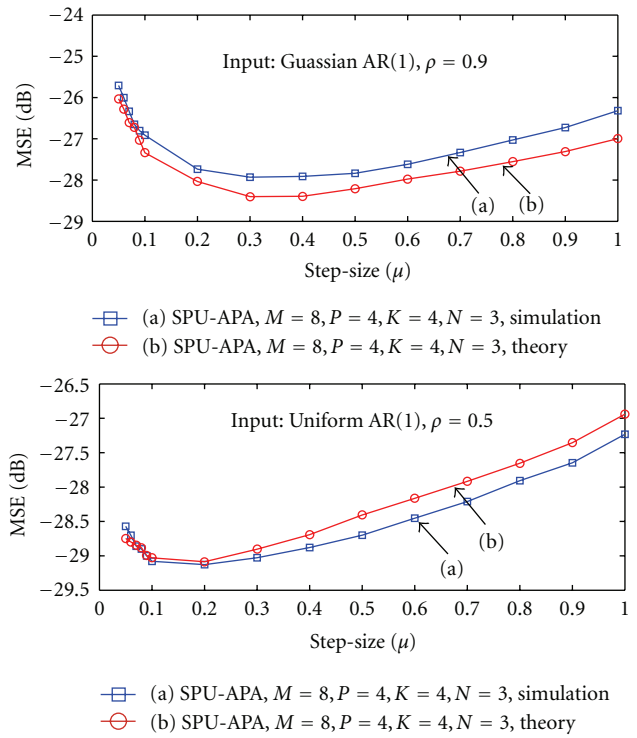 −24
−25
−26
−27
−28
−29
MSE (dB)
Input: Guassian AR(1), ρ = 0.9
(a)
(b)
0 0.1 0.2 0.3 0.4 0.5 0.6 0.7 0.8 0.9 1
Step-size (μ)
(a) SPU-APA, M = 8, P = 4, K = 4, N = 3, simulation
(b) SPU-APA, M = 8, P = 4, K = 4, N = 3, theory
−26.5
−27
−27.5
−28
−28.5
−29
−29.5
MSE (dB)
Input: Uniform AR(1), ρ = 0.5
(b)
(a)
0 0.1 0.2 0.3 0.4 0.5 0.6 0.7 0.8 0.9 1
Step-size (μ)
(a) SPU-APA, M = 8, P = 4, K = 4, N = 3, simulation
(b) SPU-APA, M = 8, P = 4, K = 4, N = 3, theory